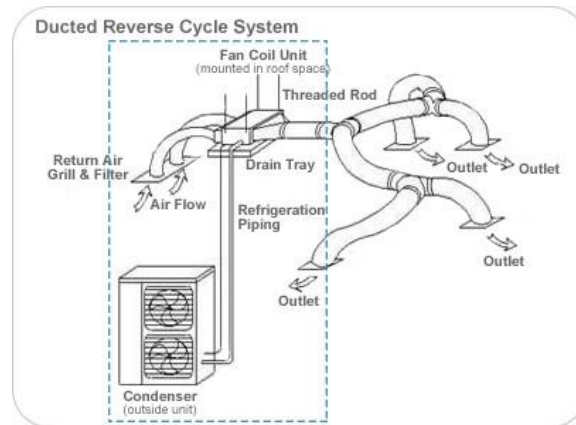 Ducted Reverse Cycle System
Fan Coil Unit
(mounted in roof space)
Threaded Rod
Return Air
Grill & Filter
Drain Tray
Air Flow
Refrigeration
Piping
Outlet
Outlet
Outlet
Outlet
Condenser
(outside unit)